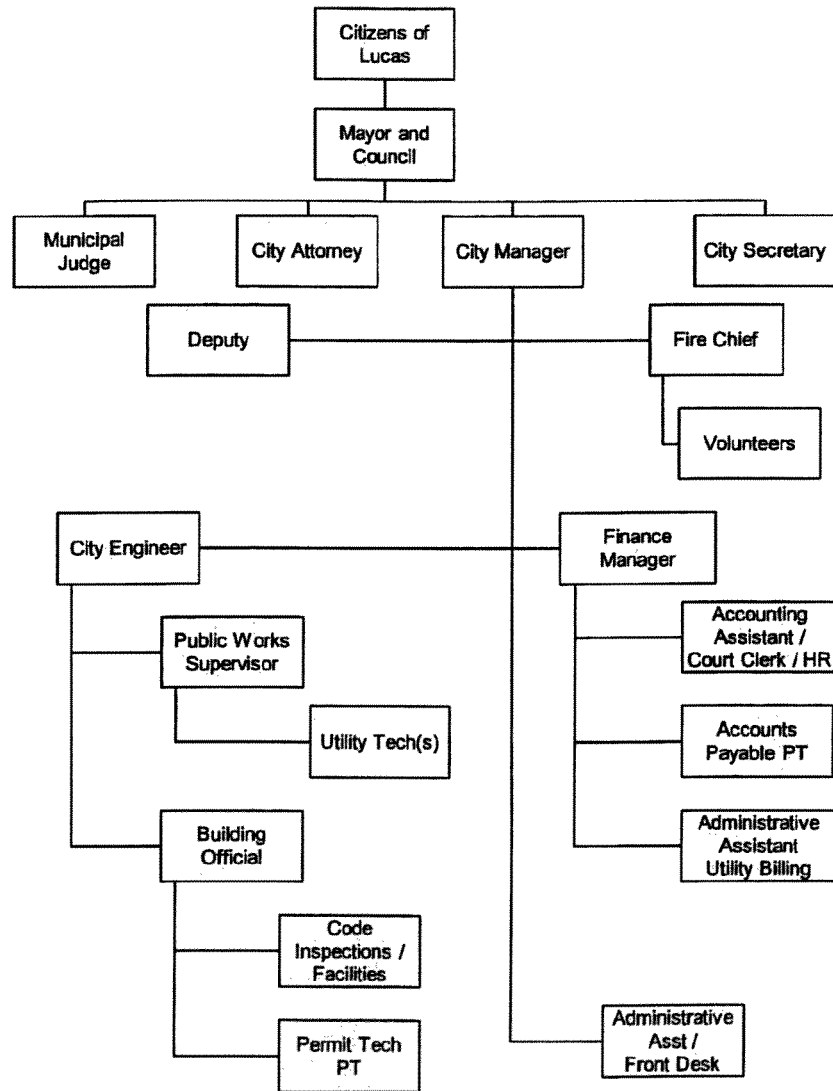 Citizens of
Lucas
Mayor and
Council
Municipal
Judge
City Attorney
City Manager
City Secretary
Deputy
Fire Chief
Volunteers
City Engineer
Finance
Manager
Public Works
Supervisor
Accounting
Assistant /
Court Clerk / HR
Utility Tech(s)
Accounts
Payable PT
Building
Official
Administrative
Assistant
Utility Billing
Code
Inspections /
Facilities
Permit Tech
PT
Administrative
Asst /
Front Desk